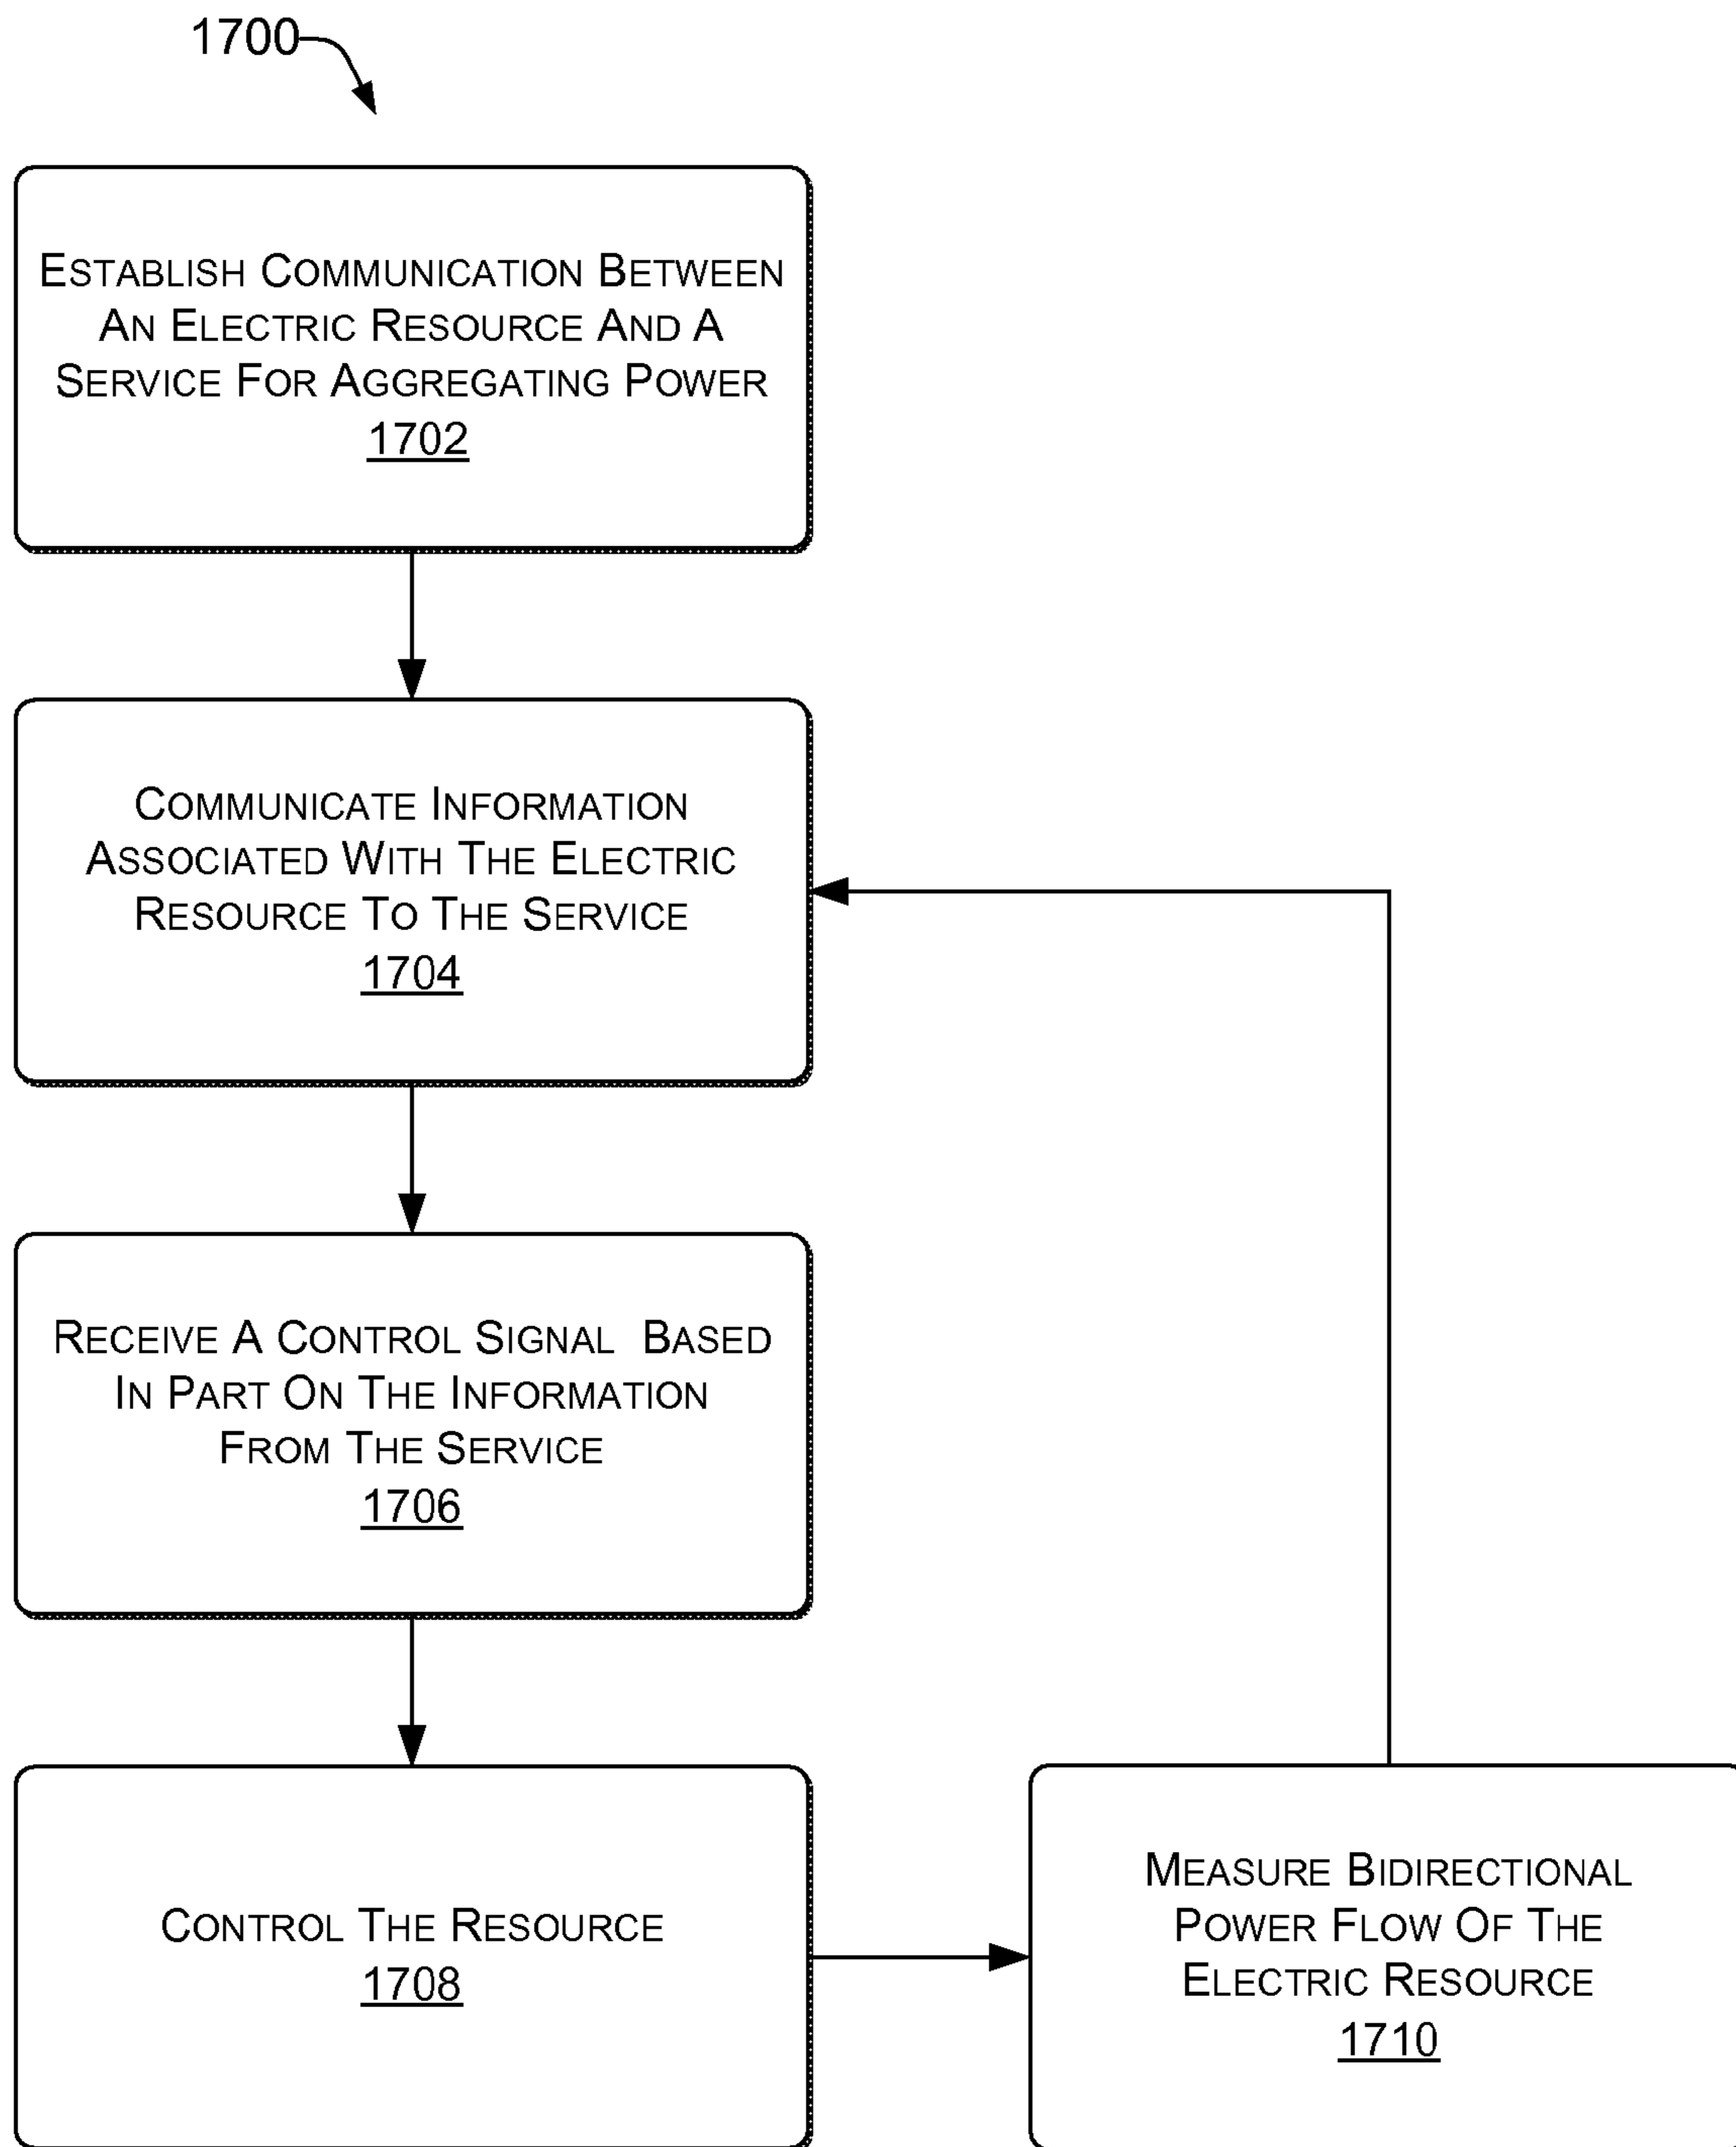 1700
ESTABLISH COMMUNICATION BETWEEN
AN ELECTRIC RESOURCE AND A
SERVICE FOR AGGREGATING POWER
1702
COMMUNICATE INFORMATION
ASSOCIATED WITH THE ELECTRIC
RESOURCE TO THE SERVICE
1704
RECEIVE A CONTROL SIGNAL BASED
IN PART ON THE INFORMATION
FROM THE SERVICE
1706
CONTROL THE RESOURCE
1708
MEASURE BIDIRECTIONAL
POWER FLOW OF THE
ELECTRIC RESOURCE
1710